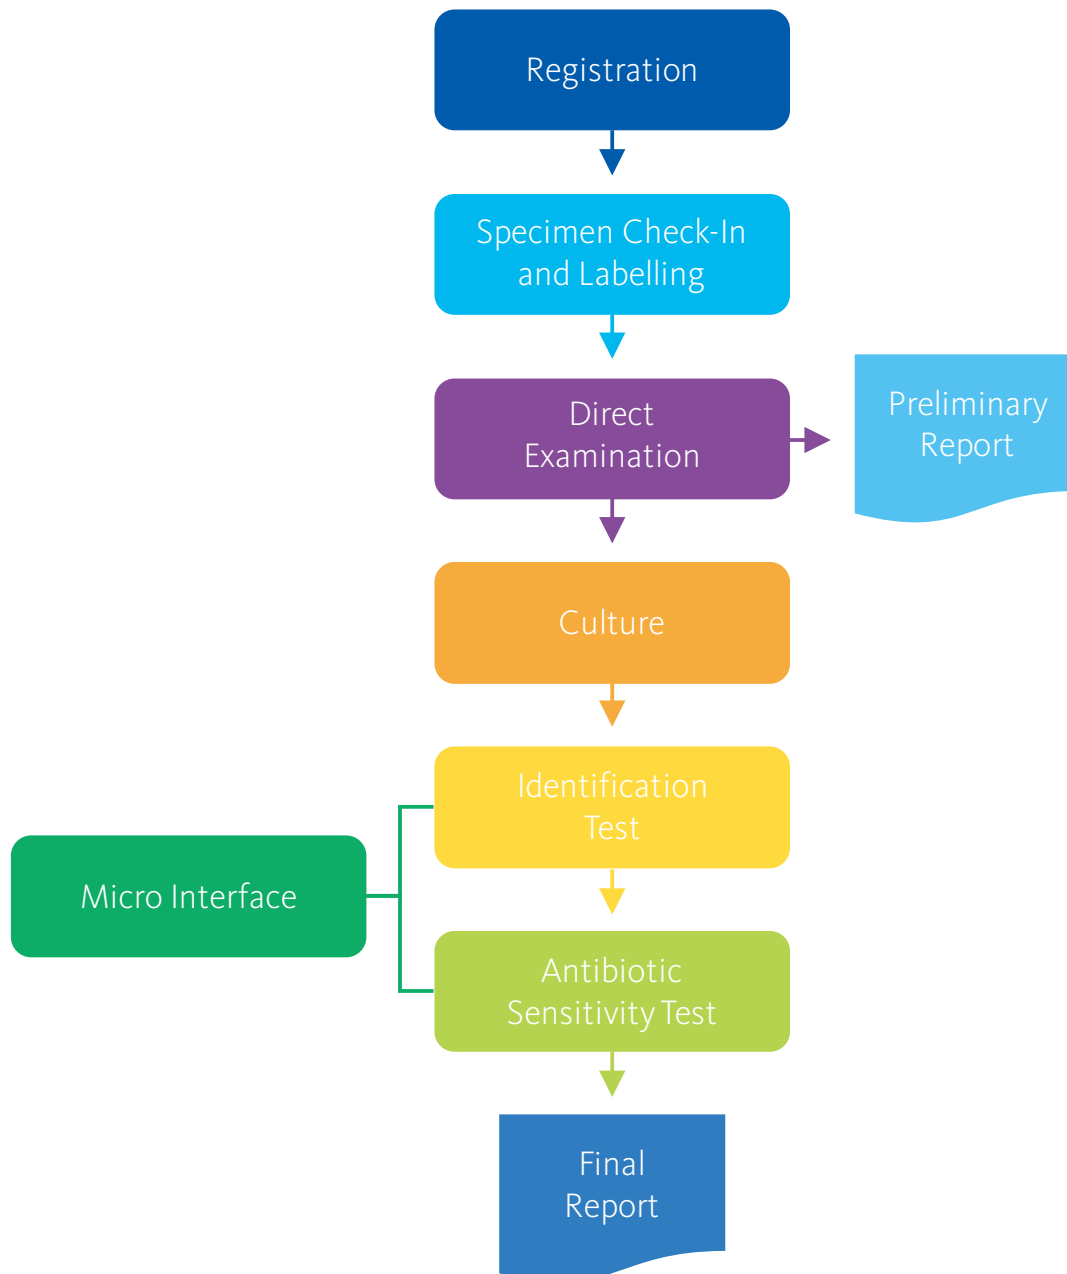 Registration
Specimen Check-In
and Labelling
Direct
Examination
Preliminary
Report
Culture
Identification
Test
Micro Interface
Antibiotic
Sensitivity Test
Final
Report